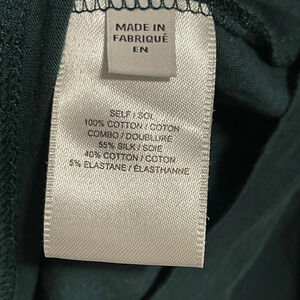 MADE IN
FABRIQUÉ
EN
SELF / SOL
100% COTTON / COTON
COMBO / DOUBLURE
55% SILK / SOIE
40% COTTON / COTON
5% ELASTANE / ÉLASTHANNE